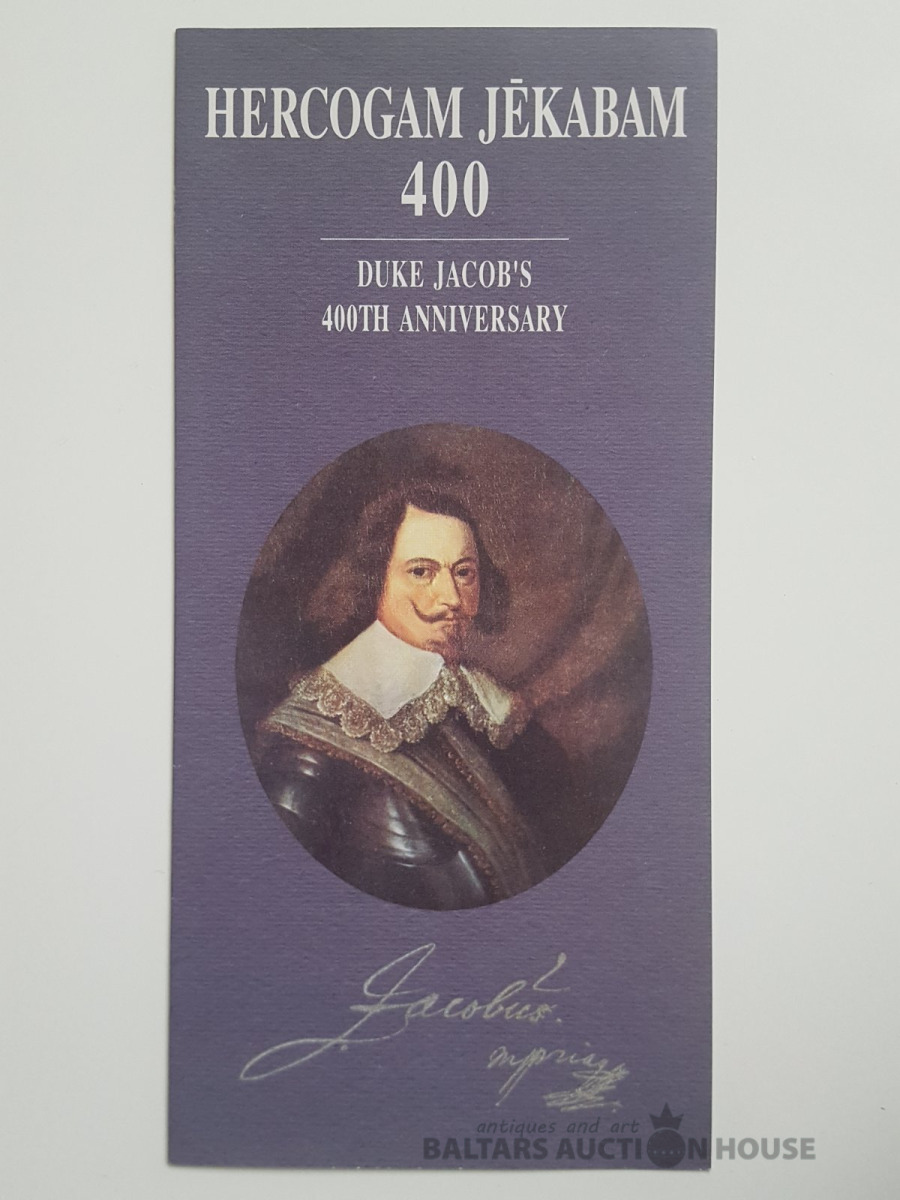 HERCOGAM JĒKABAM
400
DUKE JACOB'S
400TH ANNIVERSARY
Jacobus.
antiques and art
BALTARS AUCTION HOUSE